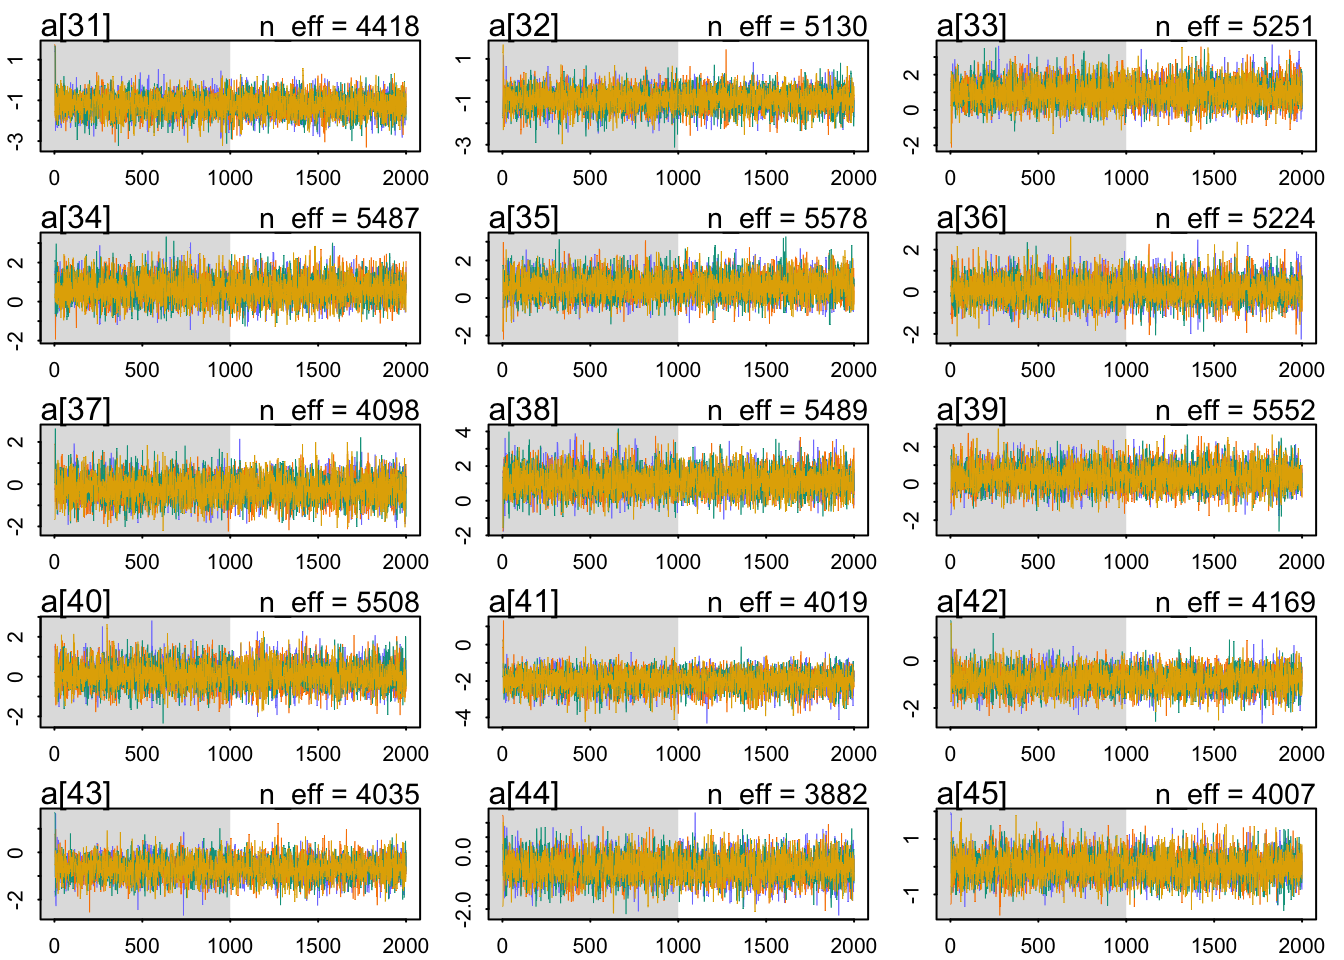 a[31] n_eff = 4418 a[32] n_eff = 5130 a[33] n_eff = 5251
1 -1 -3 1 -1 -3 2 0 -2
0 500 1000 1500 2000 0 500 1000 1500 2000 0 500 1000 1500 2000
a[34] n_eff = 5487 a[35] n_eff = 5578 a[36] n_eff = 5224
2 0 -2 2 0 -2 2 0 -2
0 500 1000 1500 2000 0 500 1000 1500 2000 0 500 1000 1500 2000
a[37] n_eff = 4098 a[38] n_eff = 5489 a[39] n_eff = 5552
2 0 -2 4 2 0 -2 2 0 -2
0 500 1000 1500 2000 0 500 1000 1500 2000 0 500 1000 1500 2000
a[40] n_eff = 5508 a[41] n_eff = 4019 a[42] n_eff = 4169
2 0 -2 0 -2 -4 0 -2
0 500 1000 1500 2000 0 500 1000 1500 2000 0 500 1000 1500 2000
a[43] n_eff = 4035 a[44] n_eff = 3882 a[45] n_eff = 4007
0 -2 0.0 -2.0 1 -1
0 500 1000 1500 2000 0 500 1000 1500 2000 0 500 1000 1500 2000